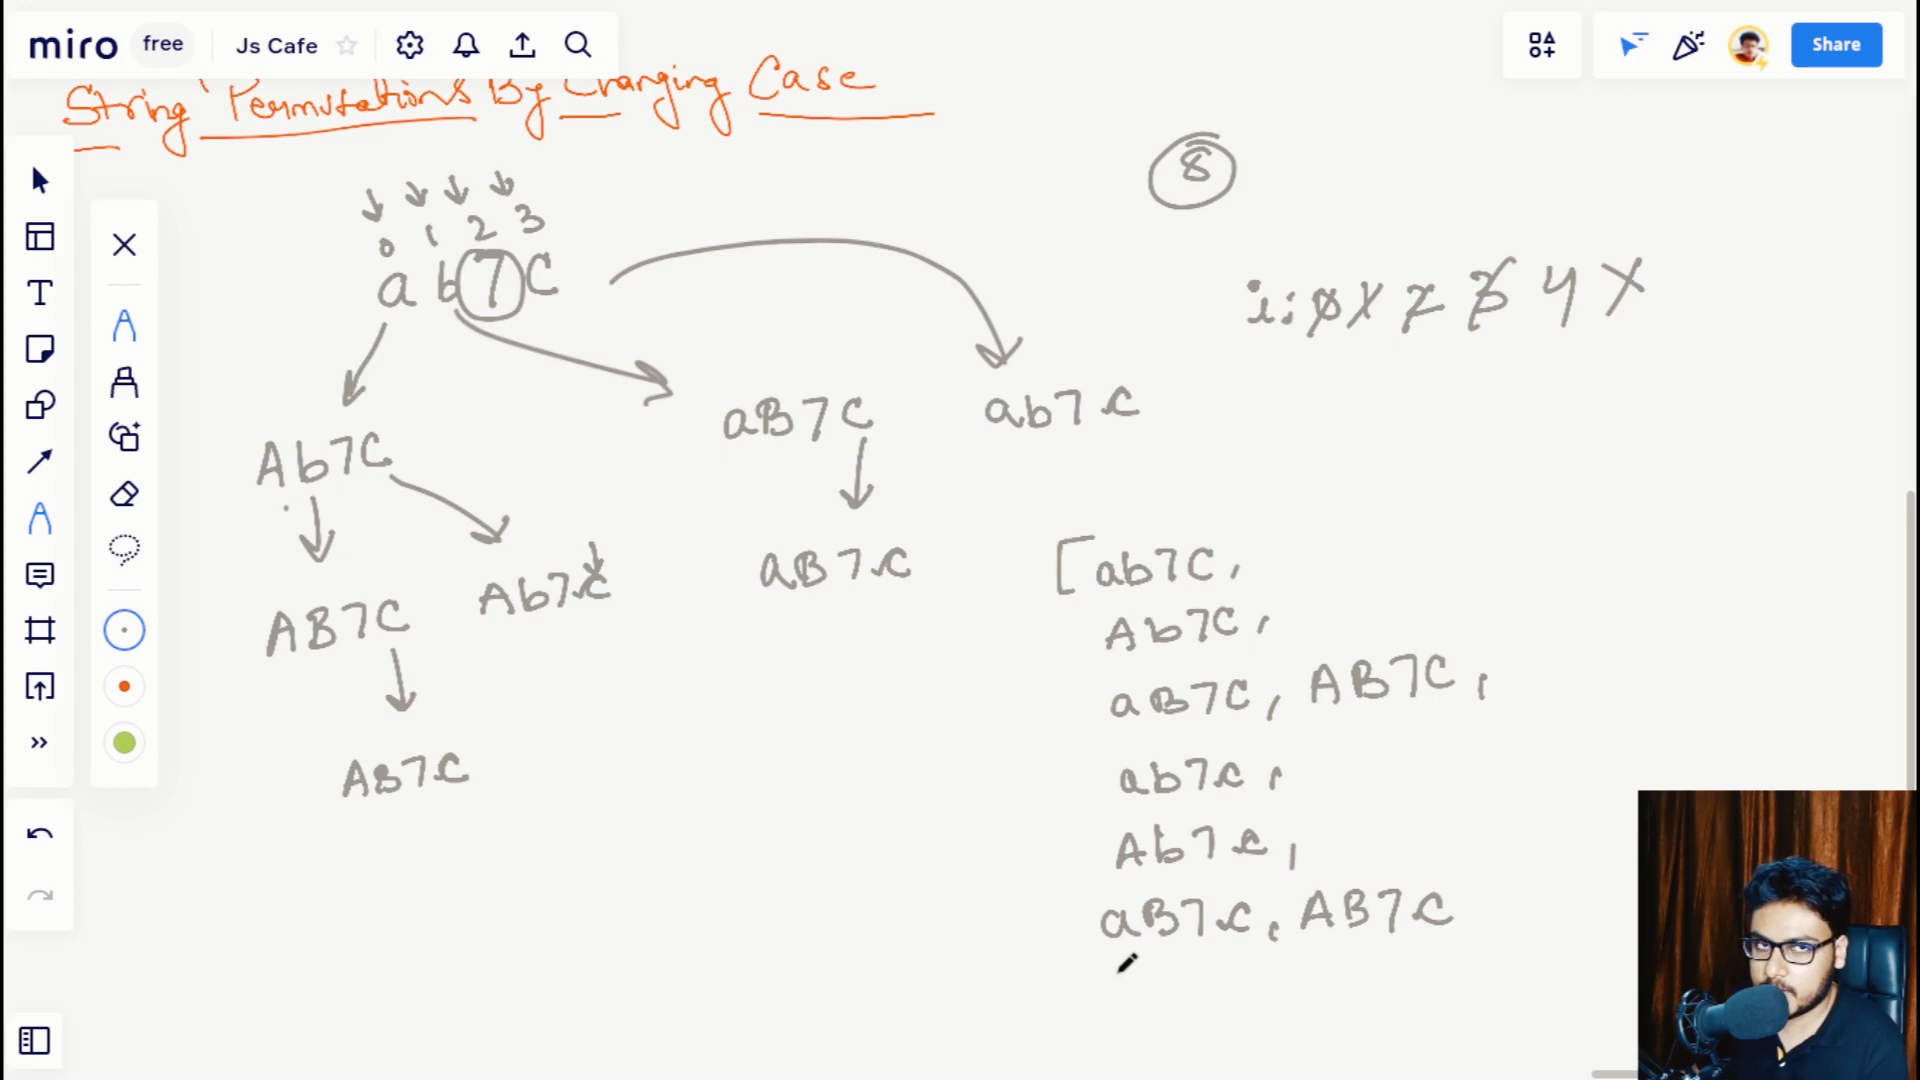 miro free Js Cafe
Share
String Permutations By Changing Case
8
0 1 2 3
a b 7 C
i: 0 1 2 3 4 X
Ab7C
aB7C
ab7c
AB7C
Ab7c
aB7c
AB7c
[ab7C,
Ab7C,
aB7C, AB7C,
ab7c,
Ab7c,
aB7c, AB7c